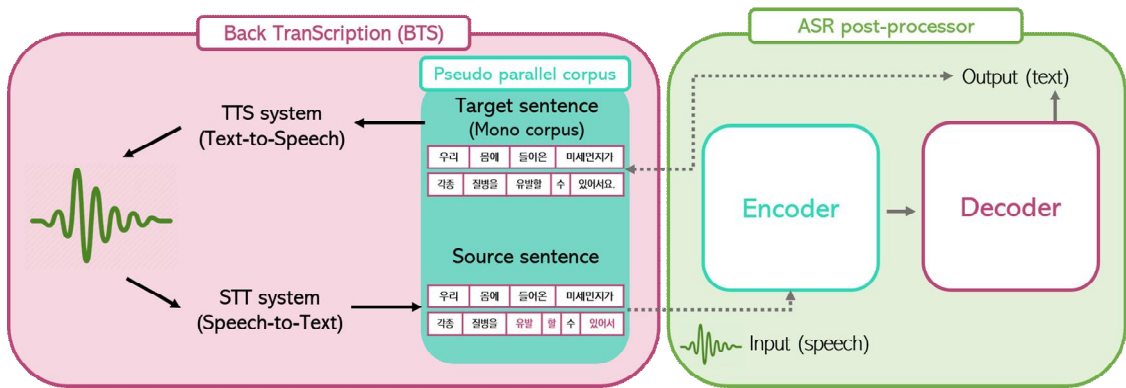 Back TranScription (BTS)
Pseudo parallel corpus
TTS system
(Text-to-Speech)
Target sentence
(Mono corpus)
우리 몸에 들어온 미세먼지가
각종 질병을 유발할 수 있어서요.
STT system
(Speech-to-Text)
Source sentence
우리 몸에 들어온 미세먼지가
각종 질병을 유발 할 수 있어서
ASR post-processor
Output (text)
Encoder
Decoder
Input (speech)